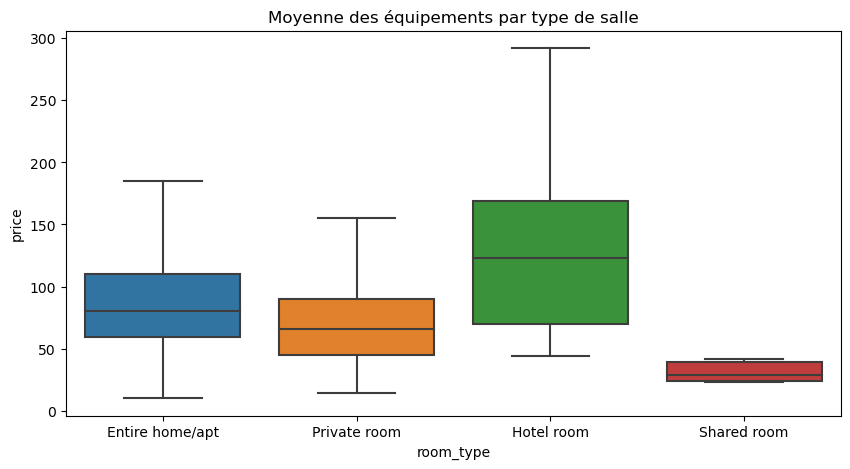 Moyenne des équipements par type de salle
300
250
200
150
100
50
0
price
Entire home/apt
Private room
Hotel room
Shared room
room_type